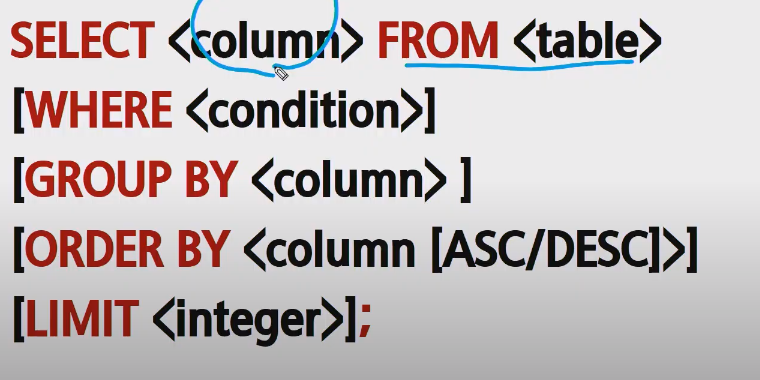 SELECT <column> FROM <table>
[WHERE <condition>]
[GROUP BY <column> ]
[ORDER BY <column [ASC/DESC]>]
[LIMIT <integer>];